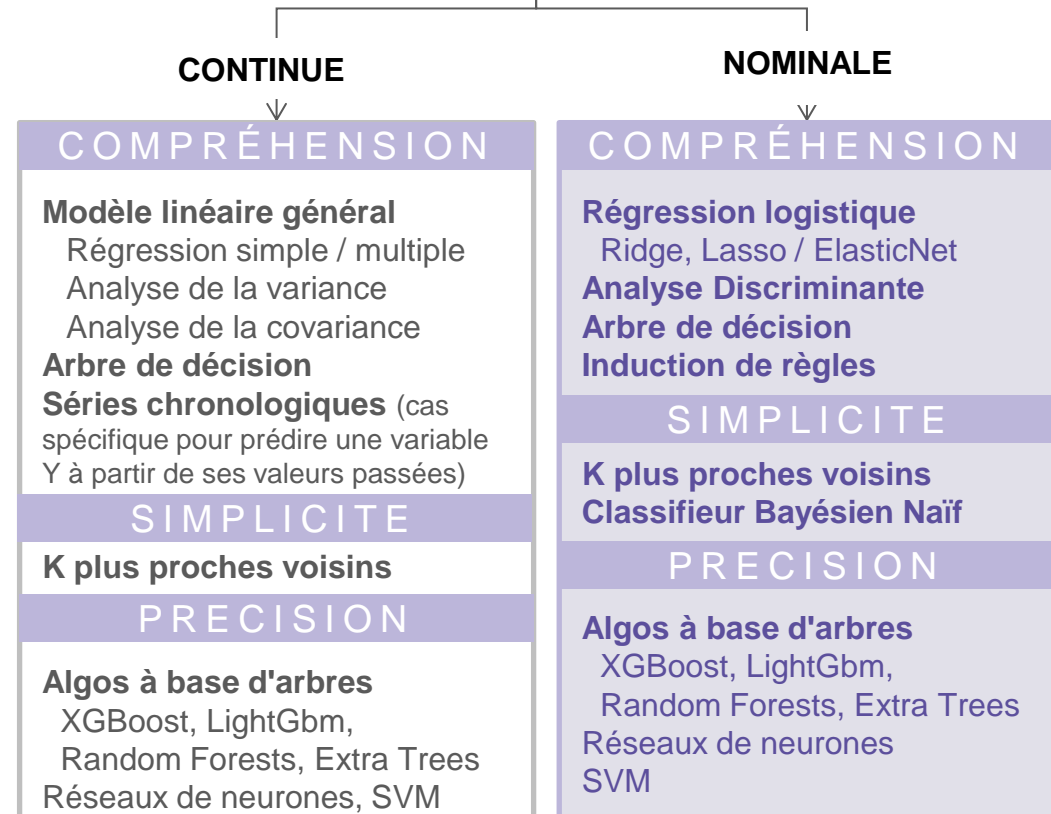 CONTINUE
COMPRÉHENSION
Modèle linéaire général
Régression simple / multiple
Analyse de la variance
Analyse de la covariance
Arbre de décision
Séries chronologiques (cas
spécifique pour prédire une variable
Y à partir de ses valeurs passées)
SIMPLICITE
K plus proches voisins
PRECISION
Algos à base d'arbres
XGBoost, LightGbm,
Random Forests, Extra Trees
Réseaux de neurones, SVM
NOMINALE
COMPRÉHENSION
Régression logistique
Ridge, Lasso / ElasticNet
Analyse Discriminante
Arbre de décision
Induction de règles
SIMPLICITE
K plus proches voisins
Classifieur Bayésien Naïf
PRECISION
Algos à base d'arbres
XGBoost, LightGbm,
Random Forests, Extra Trees
Réseaux de neurones
SVM